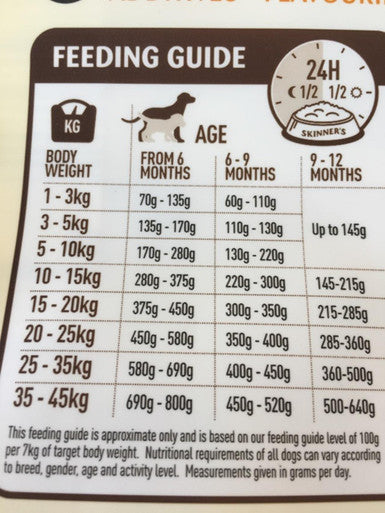 FEEDING GUIDE
24H
1/2 1/2
SKINNER'S
KG
AGE
BODY WEIGHT FROM 6 MONTHS 6 - 9 MONTHS 9 - 12 MONTHS
1 - 3kg 70g - 135g 60g - 110g
3 - 5kg 135g - 170g 110g - 130g Up to 145g
5 - 10kg 170g - 280g 130g - 220g
10 - 15kg 280g - 375g 220g - 300g 145-215g
15 - 20kg 375g - 450g 300g - 350g 215-285g
20 - 25kg 450g - 580g 350g - 400g 285-360g
25 - 35kg 580g - 690g 400g - 450g 360-500g
35 - 45kg 690g - 800g 450g - 520g 500-640g
This feeding guide is approximate only and is based on our feeding guide level of 100g
per 7kg of target body weight. Nutritional requirements of all dogs can vary according
to breed, gender, age and activity level. Measurements given in grams per day.